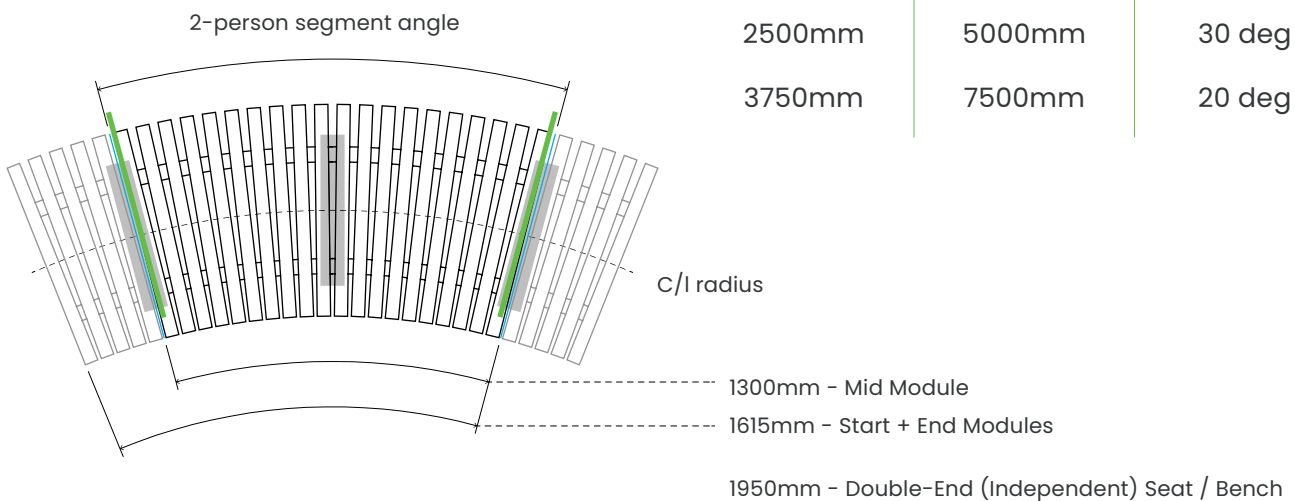 2-person segment angle
2500mm 5000mm 30 deg
3750mm 7500mm 20 deg
C/l radius
1300mm - Mid Module
1615mm - Start + End Modules
1950mm - Double-End (Independent) Seat / Bench